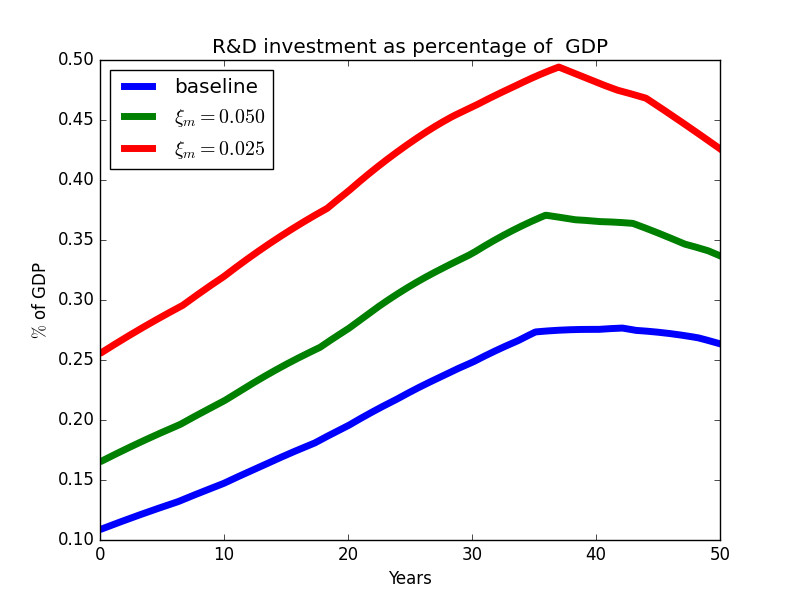 R&D investment as percentage of  GDP
baseline
ξₘ = 0.050
ξₘ = 0.025
% of GDP
0.50
0.45
0.40
0.35
0.30
0.25
0.20
0.15
0.10
0 10 20 30 40 50
Years